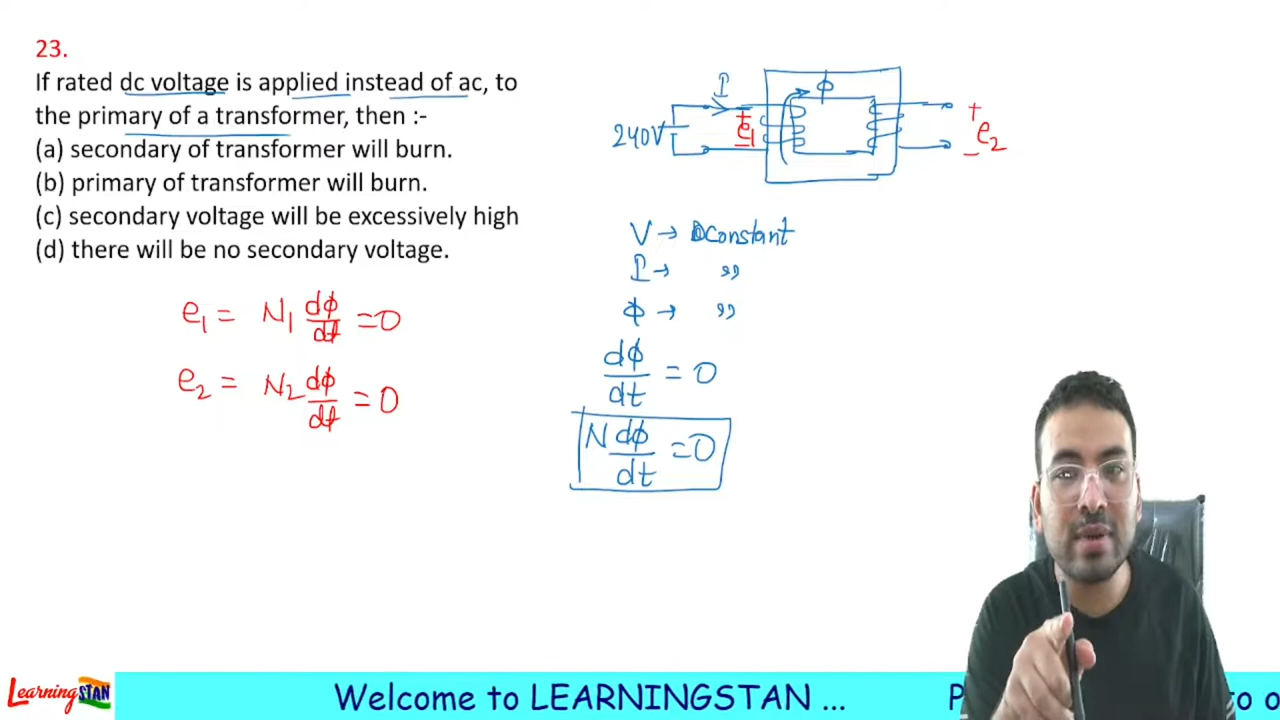 23.
If rated dc voltage is applied instead of ac, to
the primary of a transformer, then :-
(a) secondary of transformer will burn.
(b) primary of transformer will burn.
(c) secondary voltage will be excessively high
(d) there will be no secondary voltage.
e₁ = N₁ dϕ/dt = 0
e₂ = N₂ dϕ/dt = 0
I
ϕ
240V
+
e₁
−
+
e₂
−
V → constant
I → ,,
ϕ → ,,
dϕ/dt = 0
N dϕ/dt = 0
LearningSTAN
Welcome to LEARNINGSTAN ...
P
to o